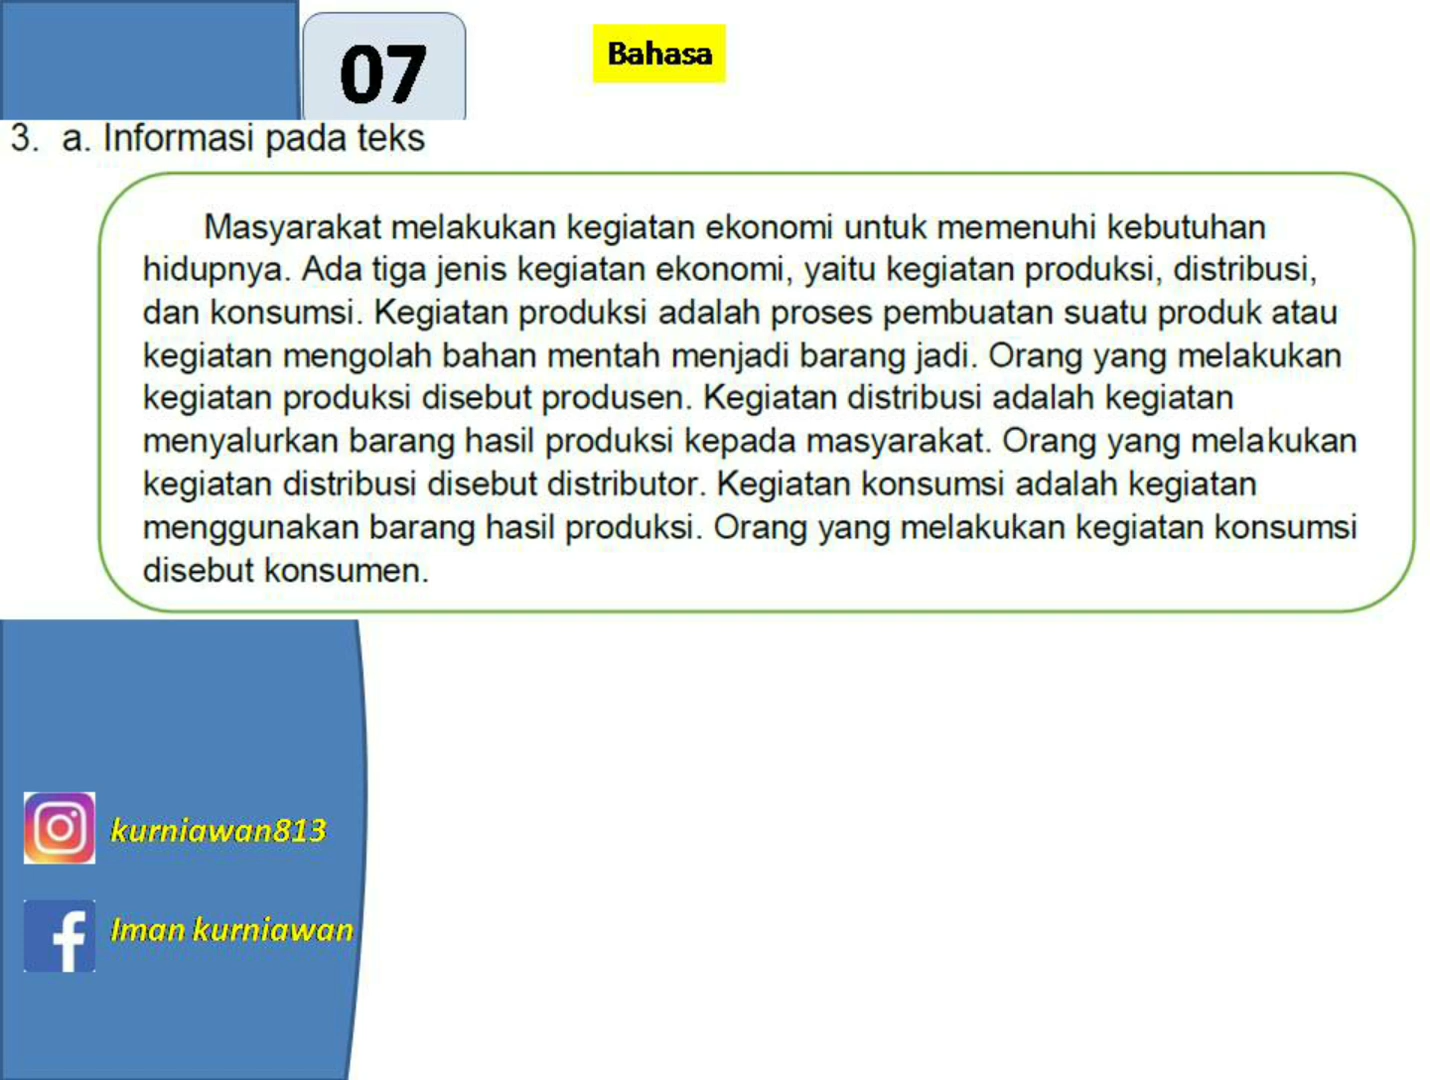 07
Bahasa
3. a. Informasi pada teks
Masyarakat melakukan kegiatan ekonomi untuk memenuhi kebutuhan
hidupnya. Ada tiga jenis kegiatan ekonomi, yaitu kegiatan produksi, distribusi,
dan konsumsi. Kegiatan produksi adalah proses pembuatan suatu produk atau
kegiatan mengolah bahan mentah menjadi barang jadi. Orang yang melakukan
kegiatan produksi disebut produsen. Kegiatan distribusi adalah kegiatan
menyalurkan barang hasil produksi kepada masyarakat. Orang yang melakukan
kegiatan distribusi disebut distributor. Kegiatan konsumsi adalah kegiatan
menggunakan barang hasil produksi. Orang yang melakukan kegiatan konsumsi
disebut konsumen.
kurniawan813
Iman kurniawan